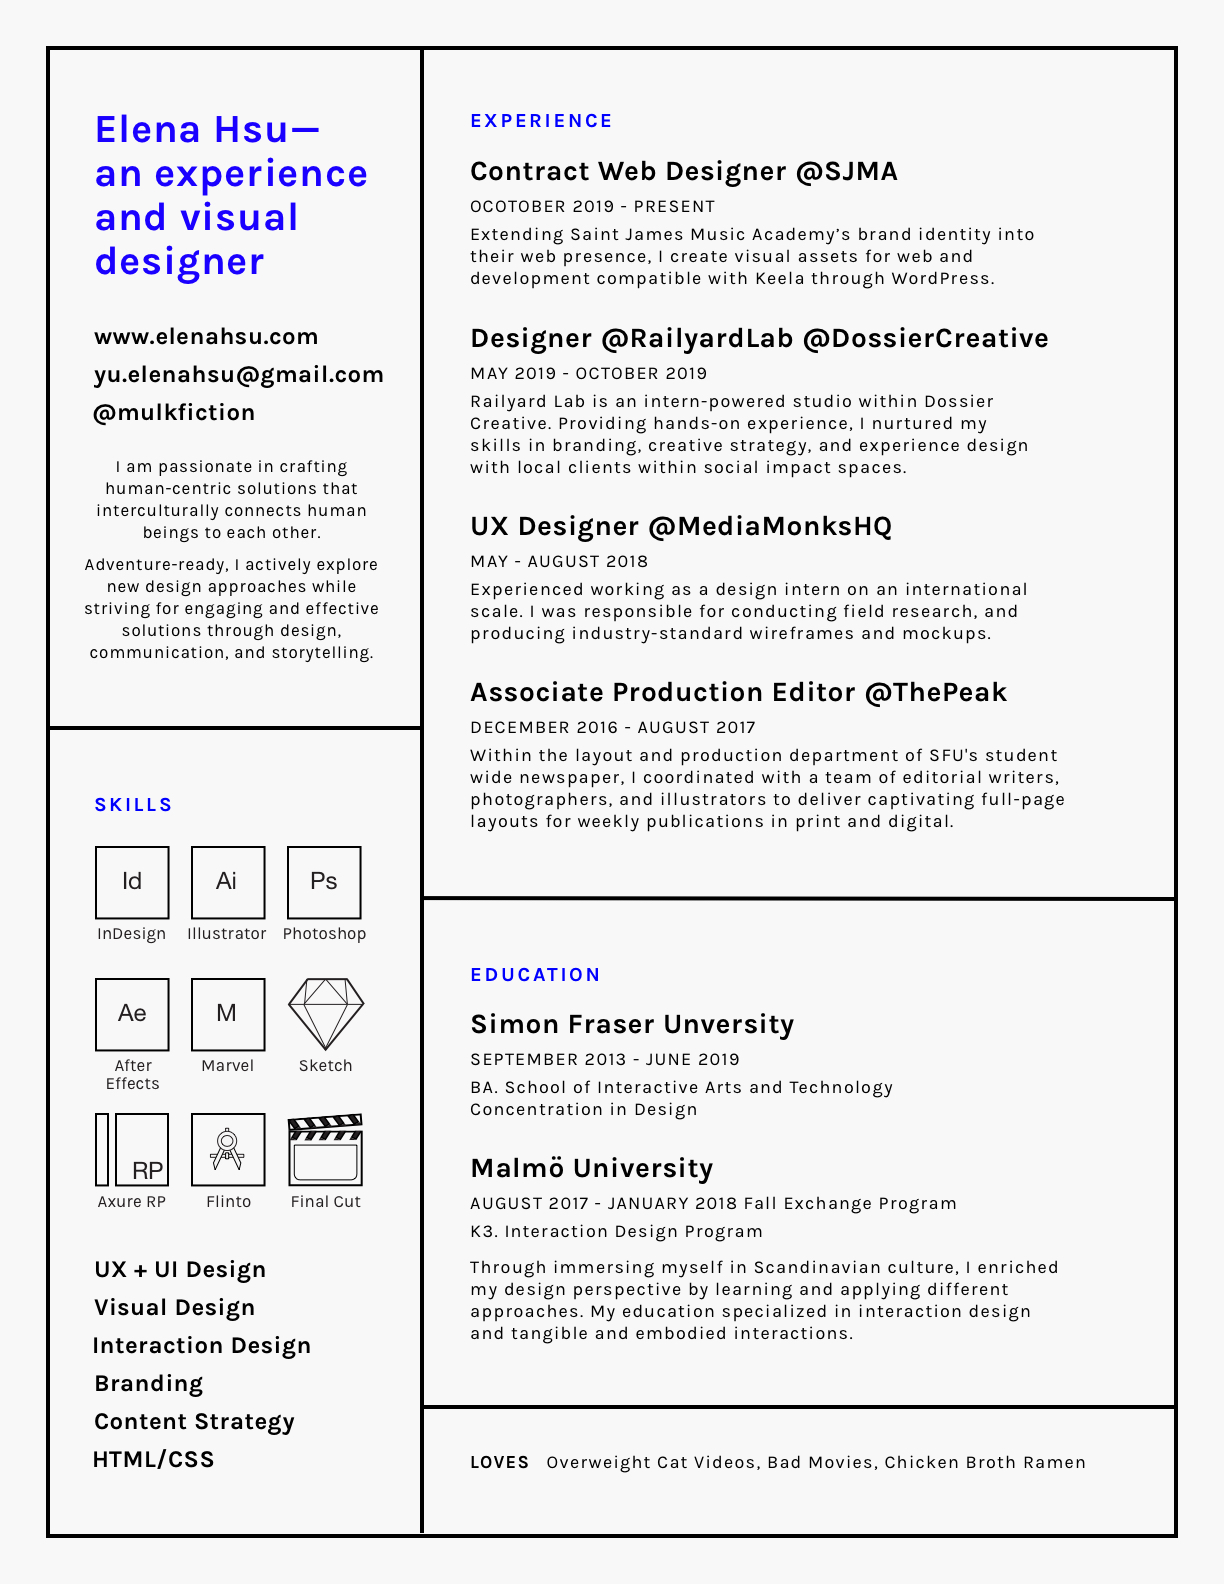 Elena Hsu—
an experience
and visual
designer
www.elenahsu.com
yu.elenahsu@gmail.com
@mulkfiction
I am passionate in crafting
human-centric solutions that
interculturally connects human
beings to each other.
Adventure-ready, I actively explore
new design approaches while
striving for engaging and effective
solutions through design,
communication, and storytelling.
SKILLS
Id Ai Ps
InDesign Illustrator Photoshop
Ae M
After Marvel Sketch
Effects
RP
Axure RP Flinto Final Cut
UX + UI Design
Visual Design
Interaction Design
Branding
Content Strategy
HTML/CSS
EXPERIENCE
Contract Web Designer @SJMA
OCOTOBER 2019 - PRESENT
Extending Saint James Music Academy’s brand identity into
their web presence, I create visual assets for web and
development compatible with Keela through WordPress.
Designer @RailyardLab @DossierCreative
MAY 2019 - OCTOBER 2019
Railyard Lab is an intern-powered studio within Dossier
Creative. Providing hands-on experience, I nurtured my
skills in branding, creative strategy, and experience design
with local clients within social impact spaces.
UX Designer @MediaMonksHQ
MAY - AUGUST 2018
Experienced working as a design intern on an international
scale. I was responsible for conducting field research, and
producing industry-standard wireframes and mockups.
Associate Production Editor @ThePeak
DECEMBER 2016 - AUGUST 2017
Within the layout and production department of SFU's student
wide newspaper, I coordinated with a team of editorial writers,
photographers, and illustrators to deliver captivating full-page
layouts for weekly publications in print and digital.
EDUCATION
Simon Fraser Unversity
SEPTEMBER 2013 - JUNE 2019
BA. School of Interactive Arts and Technology
Concentration in Design
Malmö University
AUGUST 2017 - JANUARY 2018 Fall Exchange Program
K3. Interaction Design Program
Through immersing myself in Scandinavian culture, I enriched
my design perspective by learning and applying different
approaches. My education specialized in interaction design
and tangible and embodied interactions.
LOVES Overweight Cat Videos, Bad Movies, Chicken Broth Ramen